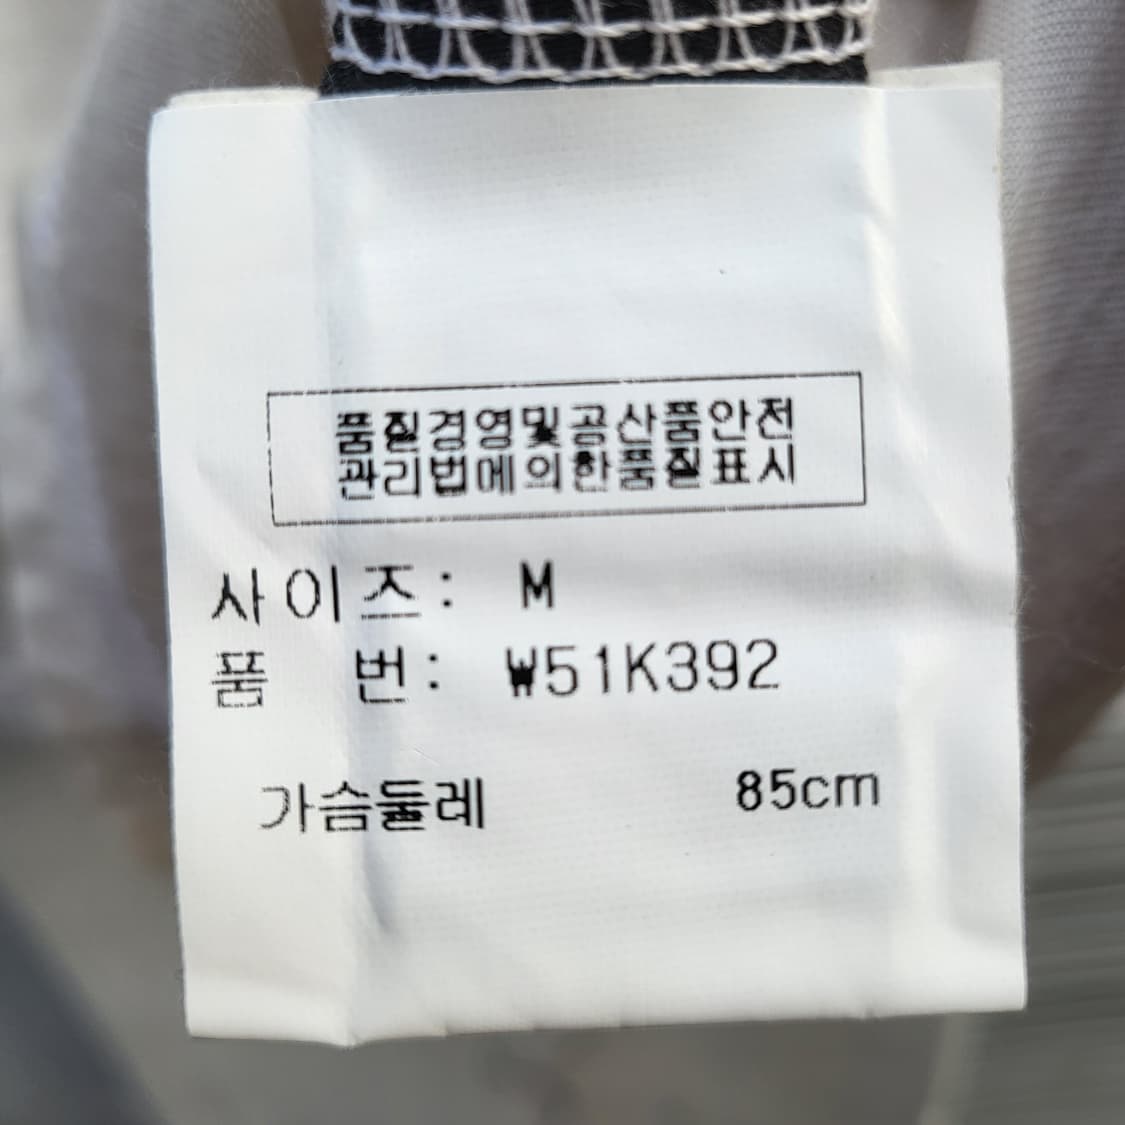 품질경영및공산품안전
관리법에의한품질표시
사이즈: M
품 번: W51K392
가슴둘레 85cm